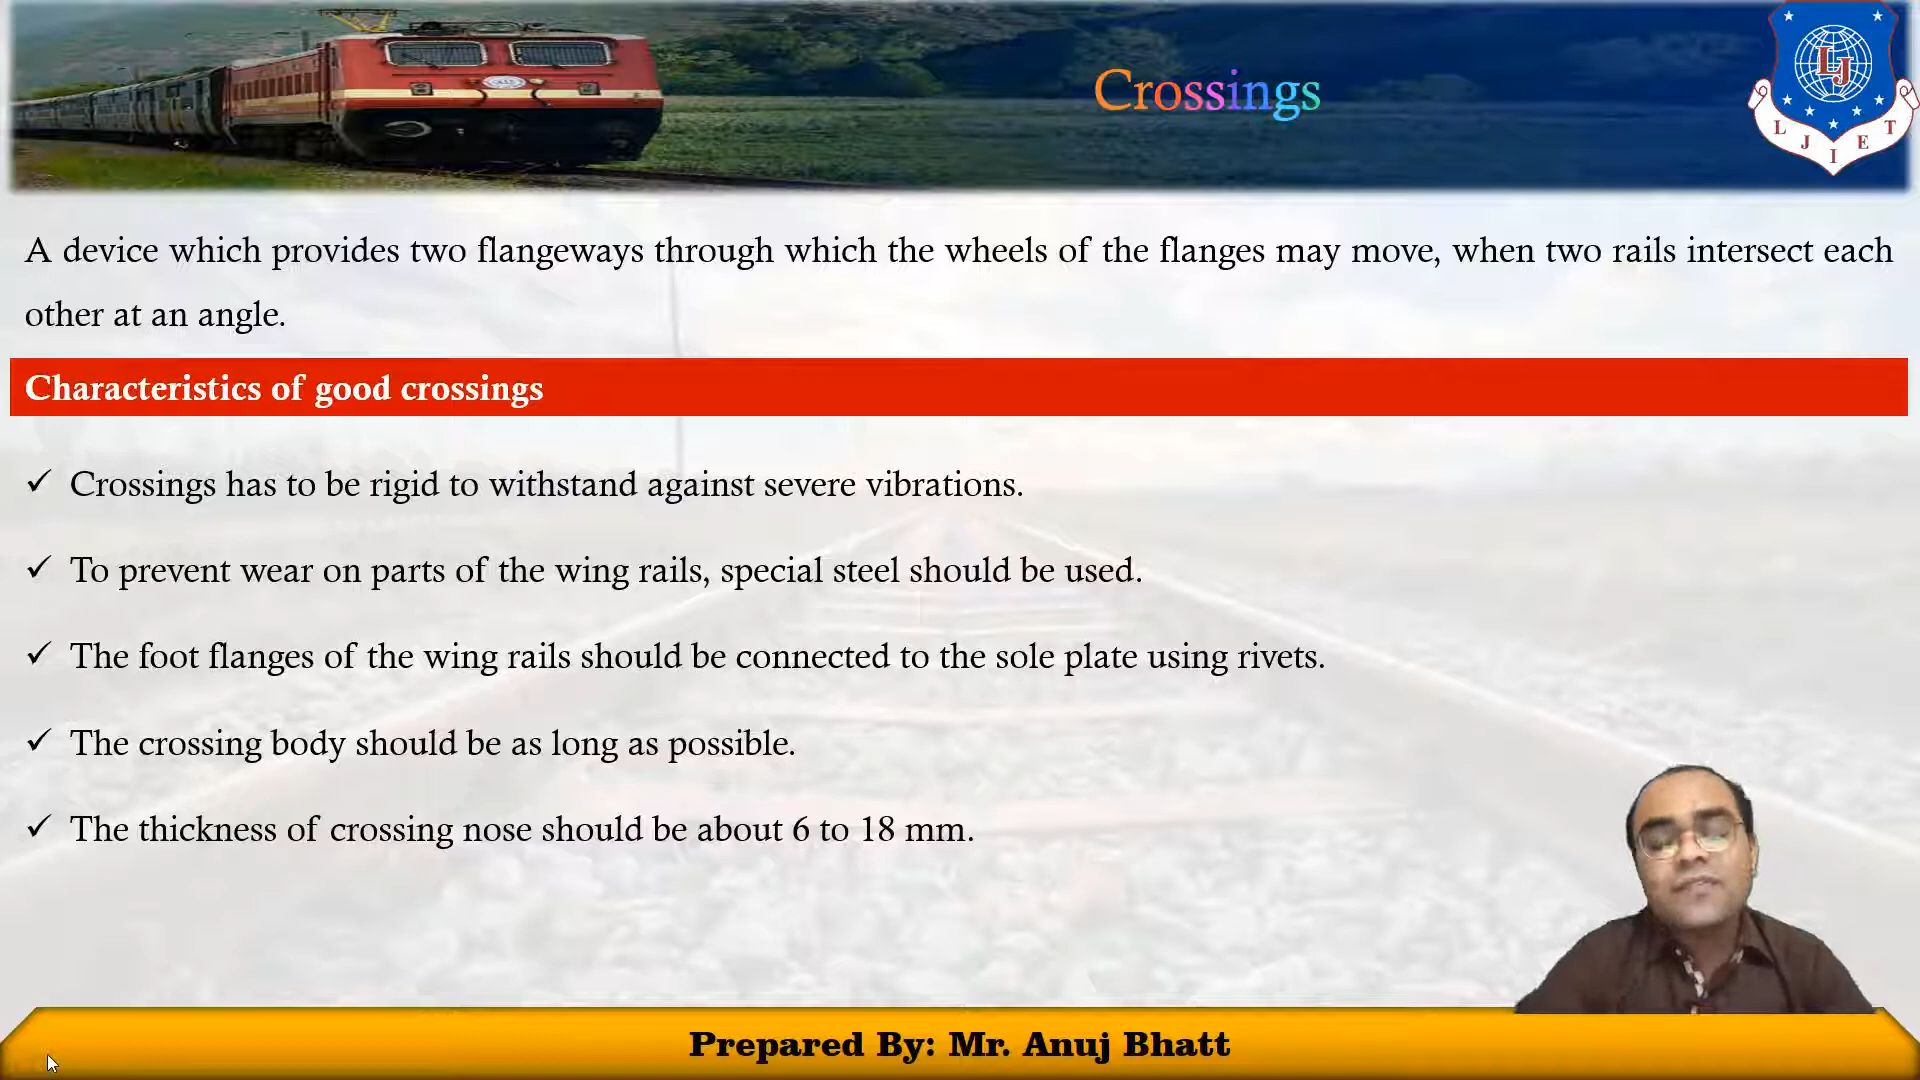 Crossings
L J I E T
LJ
A device which provides two flangeways through which the wheels of the flanges may move, when two rails intersect each
other at an angle.
Characteristics of good crossings
✓ Crossings has to be rigid to withstand against severe vibrations.
✓ To prevent wear on parts of the wing rails, special steel should be used.
✓ The foot flanges of the wing rails should be connected to the sole plate using rivets.
✓ The crossing body should be as long as possible.
✓ The thickness of crossing nose should be about 6 to 18 mm.
Prepared By: Mr. Anuj Bhatt